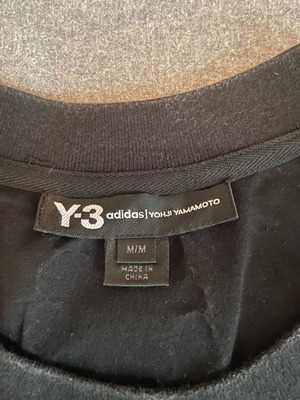 Y-3 adidas | YOHJI YAMAMOTO
M/M
MADE IN
CHINA